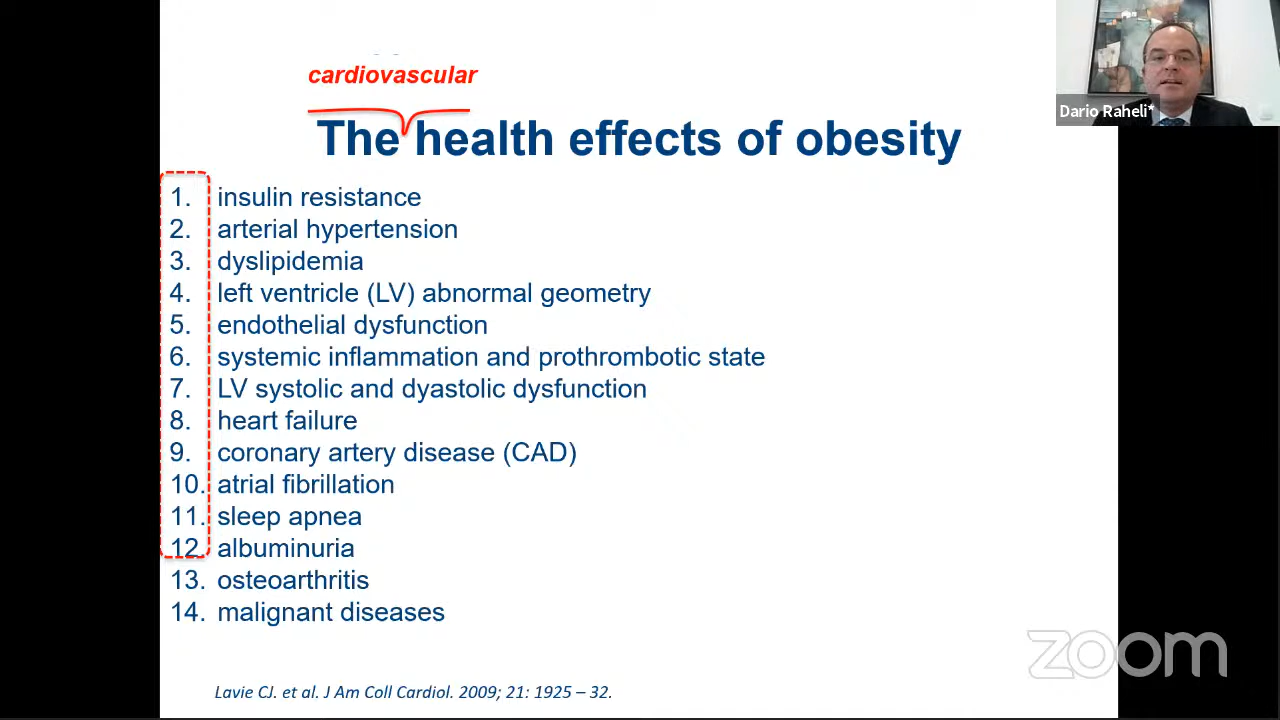 cardiovascular
The health effects of obesity
Dario Raheli*
1. insulin resistance
2. arterial hypertension
3. dyslipidemia
4. left ventricle (LV) abnormal geometry
5. endothelial dysfunction
6. systemic inflammation and prothrombotic state
7. LV systolic and dyastolic dysfunction
8. heart failure
9. coronary artery disease (CAD)
10. atrial fibrillation
11. sleep apnea
12. albuminuria
13. osteoarthritis
14. malignant diseases
zoom
Lavie CJ. et al. J Am Coll Cardiol. 2009; 21: 1925 – 32.